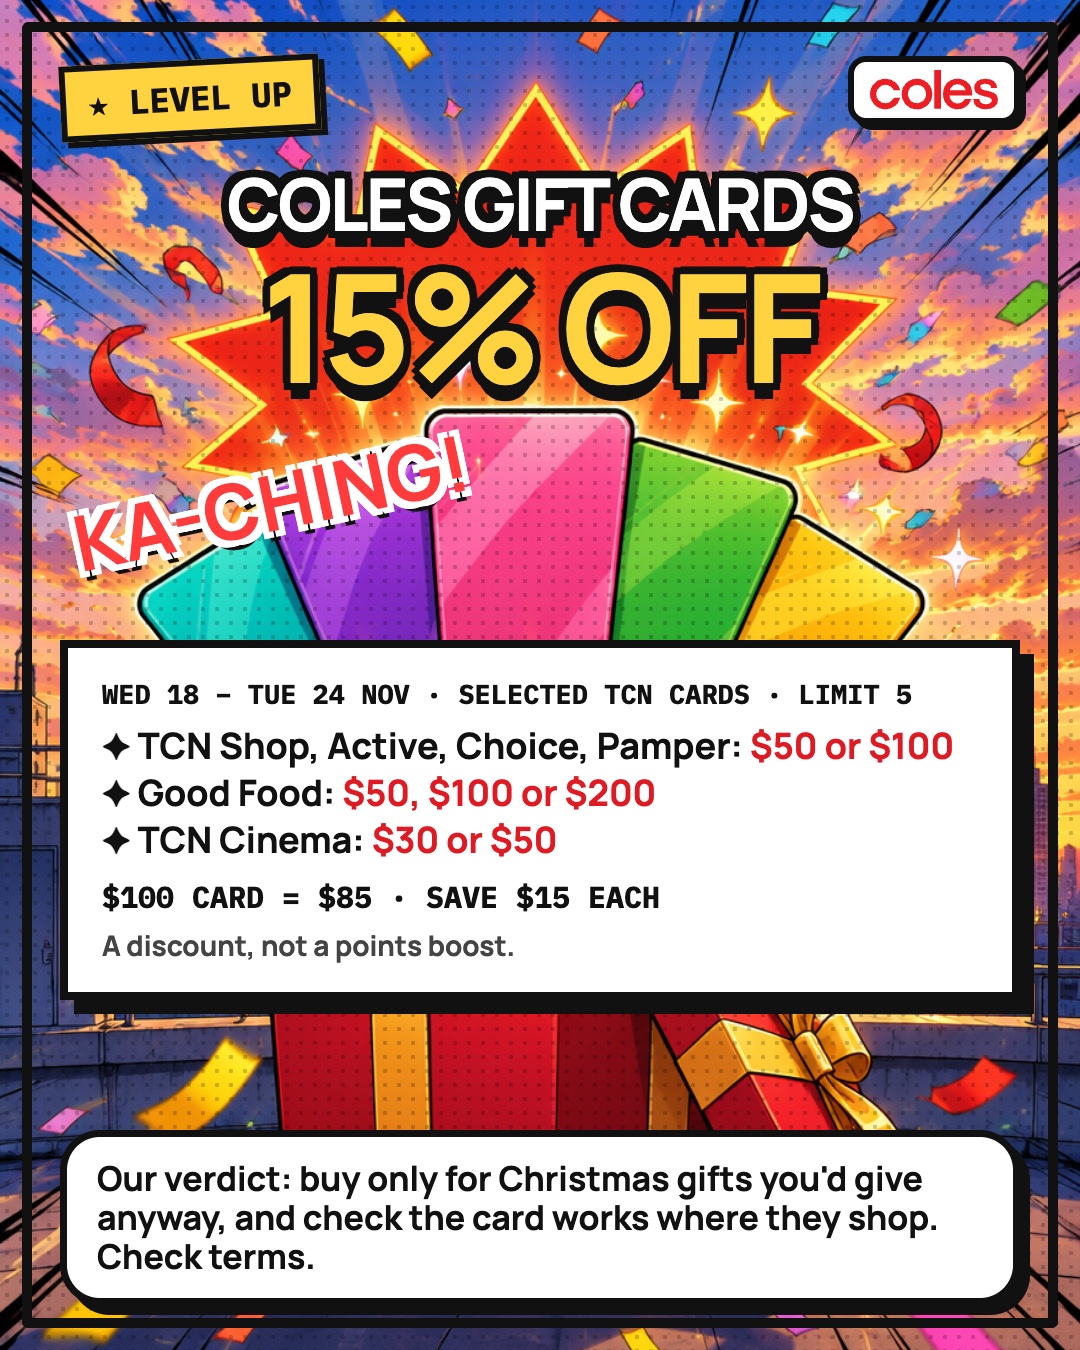 ★ LEVEL UP
coles
COLES GIFT CARDS
15% OFF
KA-CHING!
WED 18 – TUE 24 NOV · SELECTED TCN CARDS · LIMIT 5
✦ TCN Shop, Active, Choice, Pamper: $50 or $100
✦ Good Food: $50, $100 or $200
✦ TCN Cinema: $30 or $50
$100 CARD = $85 · SAVE $15 EACH
A discount, not a points boost.
Our verdict: buy only for Christmas gifts you'd give
anyway, and check the card works where they shop.
Check terms.